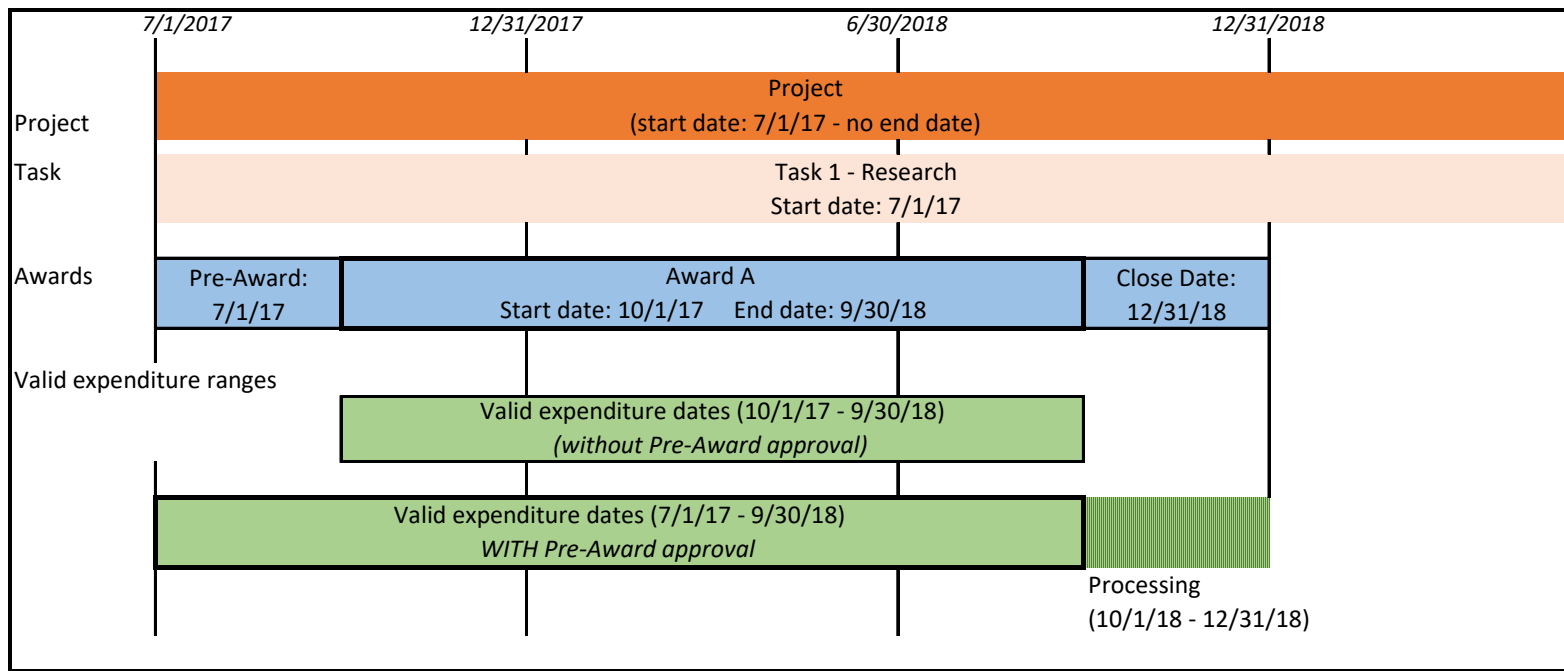 7/1/2017
12/31/2017
6/30/2018
12/31/2018
Project
Project
(start date: 7/1/17 - no end date)
Task
Task 1 - Research
Start date: 7/1/17
Awards
Pre-Award:
7/1/17
Award A
Start date: 10/1/17 End date: 9/30/18
Close Date:
12/31/18
Valid expenditure ranges
Valid expenditure dates (10/1/17 - 9/30/18)
(without Pre-Award approval)
Valid expenditure dates (7/1/17 - 9/30/18)
WITH Pre-Award approval
Processing
(10/1/18 - 12/31/18)